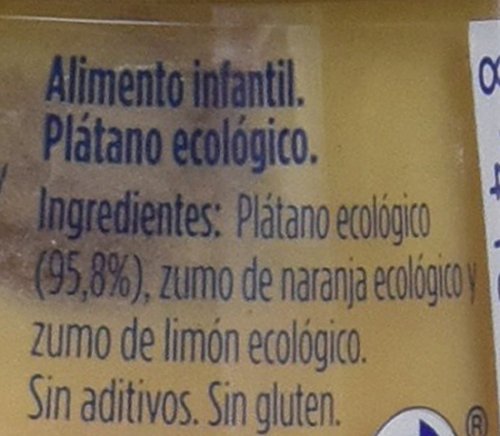 Alimento infantil.
Plátano ecológico.
Ingredientes: Plátano ecológico
(95,8%), zumo de naranja ecológico y
zumo de limón ecológico.
Sin aditivos. Sin gluten.
®